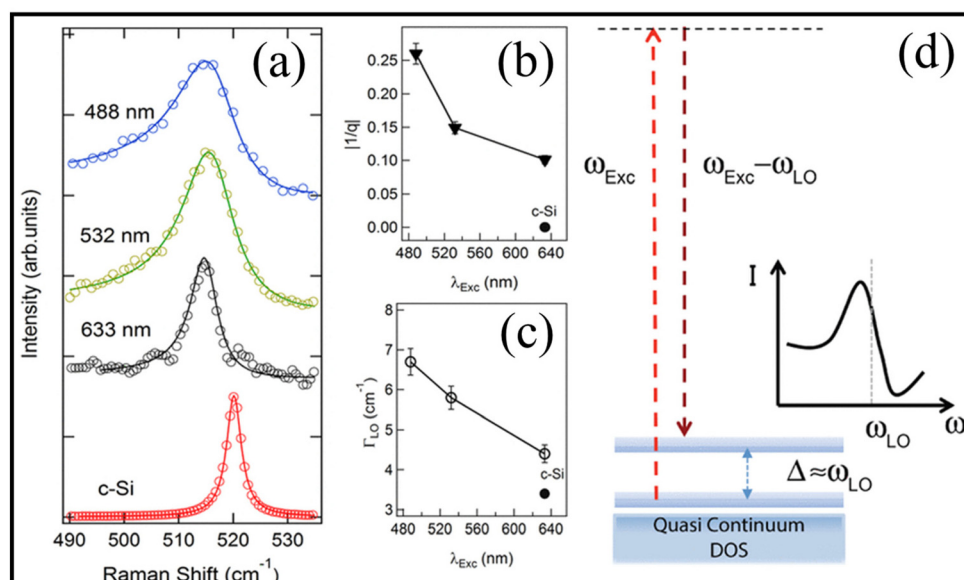 (a)
488 nm
532 nm
633 nm
c-Si
Intensity (arb.units)
490 500 510 520 530
Raman Shift (cm⁻¹)
(b)
|1/q|
0.25
0.20
0.15
0.10
0.05
0.00
c-Si
480 520 560 600 640
λExc (nm)
(c)
ΓLO (cm⁻¹)
8
7
6
5
4
3
c-Si
480 520 560 600 640
λExc (nm)
(d)
ωExc
ωExc−ωLO
I
ωLO
ω
Δ≈ωLO
Quasi Continuum
DOS